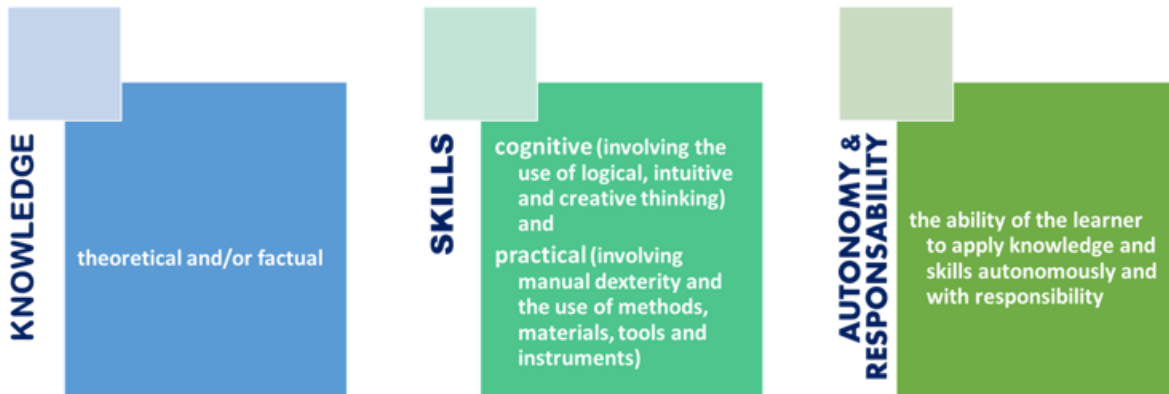 KNOWLEDGE
theoretical and/or factual
SKILLS
cognitive (involving the
use of logical, intuitive
and creative thinking)
and
practical (involving
manual dexterity and
the use of methods,
materials, tools and
instruments)
AUTONOMY &
RESPONSABILITY
the ability of the learner
to apply knowledge and
skills autonomously and
with responsibility